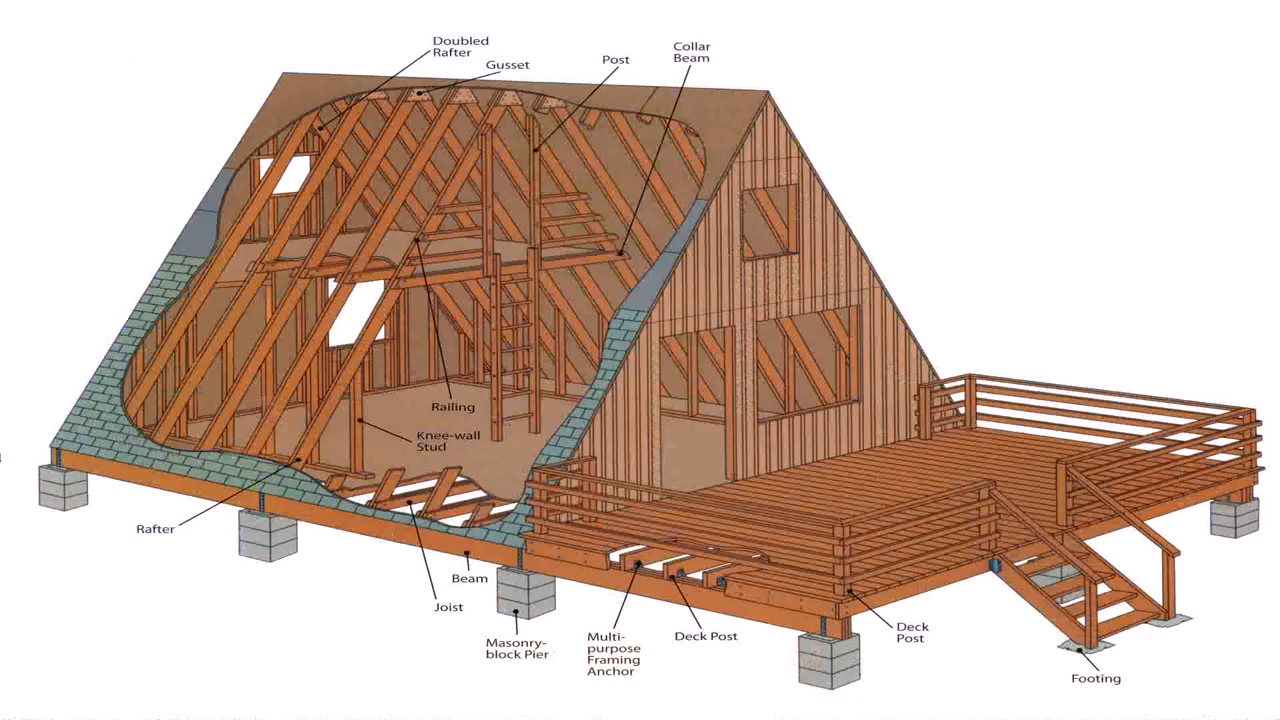 Doubled
Rafter
Gusset
Post
Collar
Beam
Railing
Knee-wall
Stud
Rafter
Beam
Joist
Masonry-
block Pier
Multi-
purpose
Framing
Anchor
Deck Post
Deck
Post
Footing